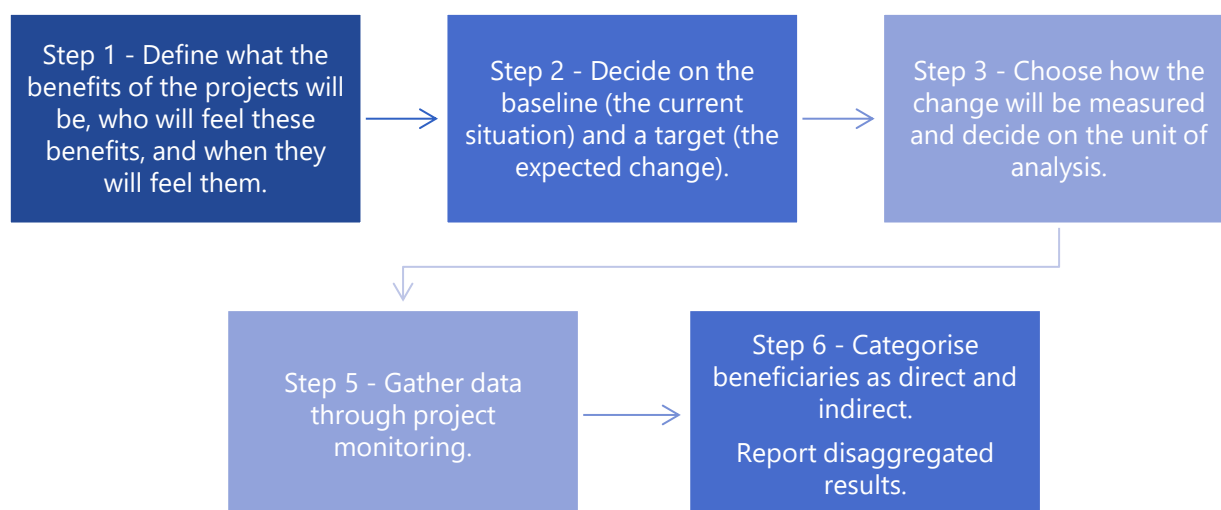 Step 1 - Define what the
benefits of the projects will
be, who will feel these
benefits, and when they
will feel them.
Step 2 - Decide on the
baseline (the current
situation) and a target (the
expected change).
Step 3 - Choose how the
change will be measured
and decide on the unit of
analysis.
Step 5 - Gather data
through project
monitoring.
Step 6 - Categorise
beneficiaries as direct and
indirect.
Report disaggregated
results.